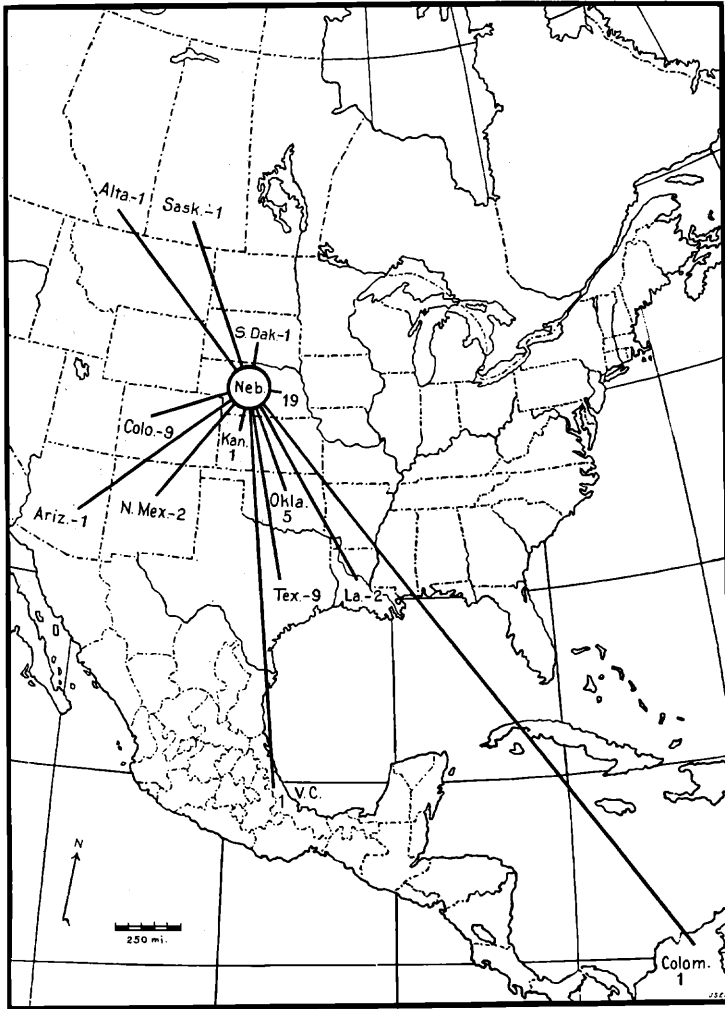 Alta.-1
Sask.-1
S. Dak-1
Neb.
19
Colo.-9
Kan.
1
Ariz.-1
N. Mex.-2
Okla.
5
Tex.-9
La.-2
1
V.C.
N
250 mi.
Colom.
1